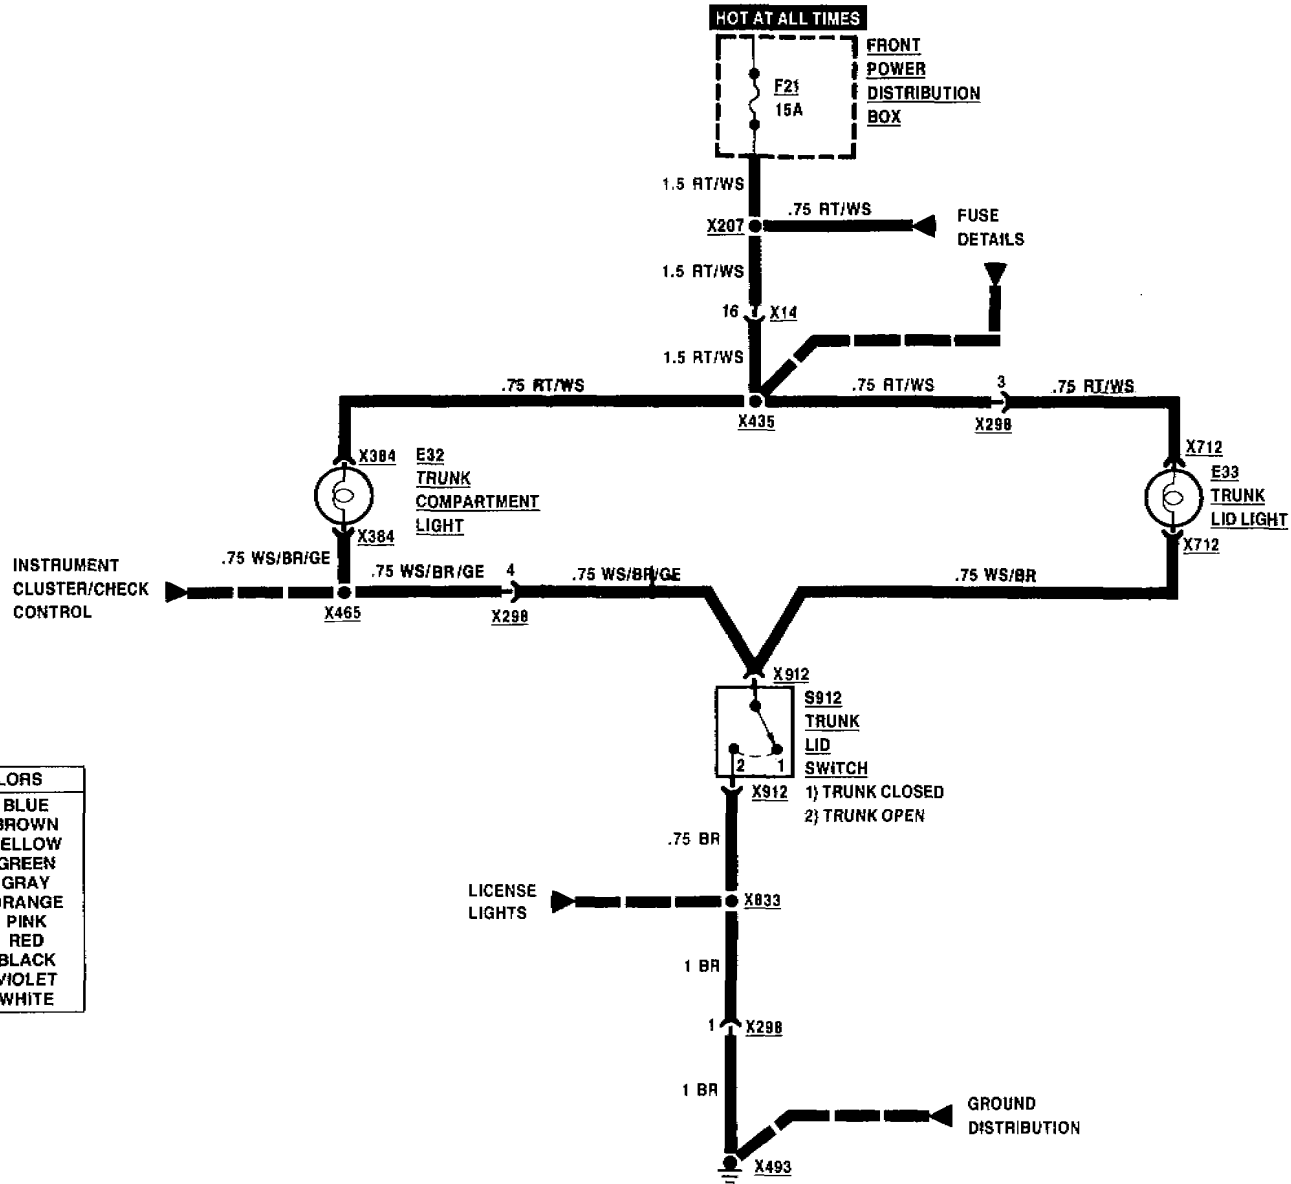 HOT AT ALL TIMES
FRONT
POWER
DISTRIBUTION
BOX
F21
15A
1.5 RT/WS
.75 RT/WS
X207
FUSE
DETAILS
1.5 RT/WS
16
X14
1.5 RT/WS
.75 RT/WS
.75 RT/WS
3
.75 RT/WS
X435
X298
X384
E32
TRUNK
COMPARTMENT
LIGHT
X384
X712
E33
TRUNK
LID LIGHT
X712
INSTRUMENT
CLUSTER/CHECK
CONTROL
.75 WS/BR/GE
.75 WS/BR/GE
4
.75 WS/BR/GE
.75 WS/BR
X465
X298
X912
S912
TRUNK
LID
SWITCH
1) TRUNK CLOSED
2) TRUNK OPEN
2
1
X912
LORS
BLUE
BROWN
ELLOW
GREEN
GRAY
ORANGE
PINK
RED
BLACK
VIOLET
WHITE
.75 BR
LICENSE
LIGHTS
X833
1 BR
1
X298
1 BR
GROUND
DISTRIBUTION
X493